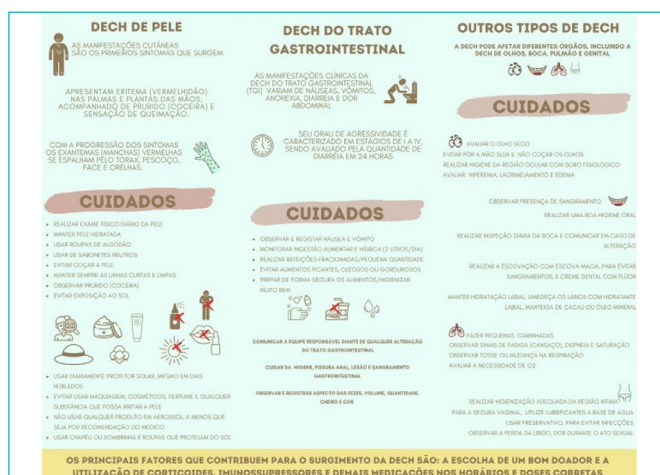 DECH DE PELE
AS MANIFESTAÇÕES CUTÂNEAS
SÃO OS PRIMEIROS SINTOMAS QUE SURGEM
APRESENTAM ERITEMA (VERMELHIDÃO)
NAS PALMAS E PLANTAS DAS MÃOS,
ACOMPANHADO DE PRURIDO (COCEIRA) E
SENSAÇÃO DE QUEIMAÇÃO.
COM A PROGRESSÃO DOS SINTOMAS
OS EXANTEMAS (MANCHAS) VERMELHAS
SE ESPALHAM PELO TORAX, PESCOÇO,
FACE E ORELHAS.
CUIDADOS
REALIZAR EXAME FÍSICO DIÁRIO DA PELE
MANTER PELE HIDRATADA
USAR ROUPAS DE ALGODÃO
USAR DE SABONETES NEUTROS
EVITAR COÇAR A PELE
MANTER SEMPRE AS UNHAS CURTAS E LIMPAS
OBSERVAR PRURIDO (COCEIRA)
EVITAR EXPOSIÇÃO AO SOL
USAR DIARIAMENTE PROTETOR SOLAR, MESMO EM DIAS
NUBLADOS
EVITAR USAR MAQUIAGEM, COSMÉTICOS, PERFUME E QUALQUER
SUBSTÂNCIA QUE POSSA IRRITAR A PELE
NÃO USAR QUALQUER PRODUTO EM AEROSSOL, A MENOS QUE
SEJA POR RECOMENDAÇÃO DO MÉDICO
USAR CHAPÉU OU SOMBRINHA E ROUPAS QUE PROTEJAM DO SOL
DECH DO TRATO
GASTROINTESTINAL
AS MANIFESTAÇÕES CLÍNICAS DA
DECH DO TRATO GASTROINTESTINAL
(TGI) VARIAM DE NÁUSEAS, VÔMITOS,
ANOREXIA, DIARREIA E DOR
ABDOMINAL
SEU GRAU DE AGRESSIVIDADE É
CARACTERIZADO EM ESTÁGIOS DE I A IV,
SENDO AVALIADO PELA QUANTIDADE DE
DIARRÉIA EM 24 HORAS
CUIDADOS
OBSERVAR E REGISTAR NÁUSEA E VÔMITO
MONITORAR INGESTÃO ALIMENTAR E HÍDRICA (2 LITROS/DIA)
REALIZAR REFEIÇÕES FRACIONADAS/PEQUENA QUANTIDADE
EVITAR ALIMENTOS PICANTES, OLEOSOS OU GORDUROSOS
PREPAR DE FORMA SEGURA OS ALIMENTOS/HIGIENIZAR
MUITO BEM
COMUNICAR A EQUIPE RESPONSÁVEL DIANTE DE QUALQUER ALTERAÇÃO
DO TRATO GASTROINTESTINAL
CUIDAR DA HIGIENE, FISSURA ANAL, LESÃO E SANGRAMENTO
GASTROINTESTINAL
OBSERVAR E REGISTRAR ASPECTO DAS FEZES, VOLUME, QUANTIDADE,
CHEIRO E COR
OUTROS TIPOS DE DECH
A DECH PODE AFETAR DIFERENTES ÓRGÃOS, INCLUINDO A
DECH DE OLHOS, BOCA, PULMÃO E GENITAL
CUIDADOS
AVALIAR O OLHO SECO
EVITAR PÔR A MÃO SUJA E NÃO COÇAR OS OLHOS
REALIZAR HIGIENE DA REGIÃO OCULAR COM SORO FISIOLÓGICO
AVALIAR HIPEREMIA, LACRIMEJAMENTO E EDEMA
OBSERVAR PRESENÇA DE SANGRAMENTO
REALIZAR UMA BOA HIGIENE ORAL
REALIZAR INSPEÇÃO DIÁRIA DA BOCA E COMUNICAR EM CASO DE
ALTERAÇÃO
REALIZAR A ESCOVAÇÃO COM ESCOVA MACIA, PARA EVITAR
SANGRAMENTOS, E CREME DENTAL COM FLÚOR
MANTER HIDRATAÇÃO LABIAL, UMEDEÇA OS LÁBIOS COM HIDRATANTE
LABIAL, MANTEIGA DE CACAU OU ÓLEO MINERAL
FAZER PEQUENAS CAMINHADAS
OBSERVAR SINAIS DE FADIGA (CANSAÇO), DISPNEIA E SATURAÇÃO
OBSERVAR TOSSE OU MUDANÇA NA RESPIRAÇÃO
AVALIAR A NECESSIDADE DE O2
REALIZAR HIGIENIZAÇÃO ADEQUADA DA REGIÃO ÍNTIMA
PARA A SECURA VAGINAL, UTILIZE LUBRIFICANTES A BASE DE AGUA
USAR PRESERVATIVO, PARA EVITAR INFECÇÕES
OBSERVAR A PERDA DA LIBIDO, DOR DURANTE O ATO SEXUAL
OS PRINCIPAIS FATORES QUE CONTRIBUEM PARA O SURGIMENTO DA DECH SÃO: A ESCOLHA DE UM BOM DOADOR E A
UTILIZAÇÃO DE CORTICOIDES, IMUNOSSUPRESSORES E DEMAIS MEDICAÇÕES NOS HORÁRIOS E DOSES CORRETAS